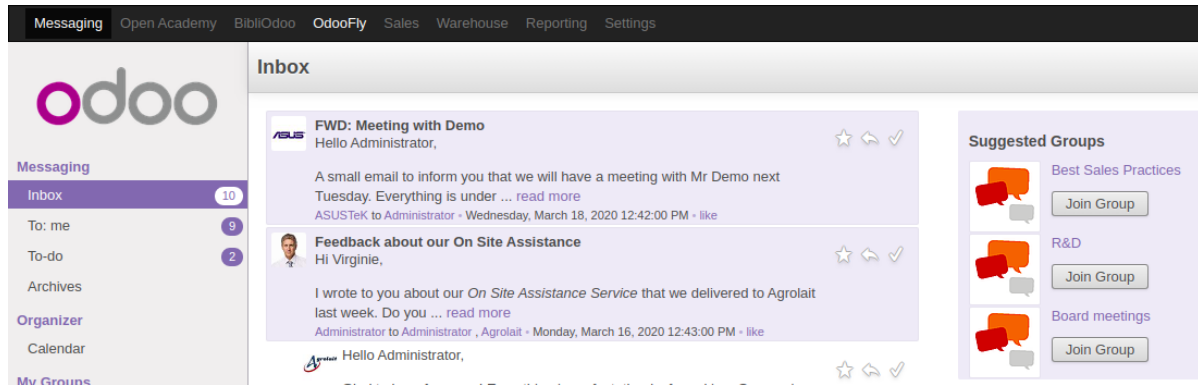 Messaging Open Academy BibliOdoo OdooFly Sales Warehouse Reporting Settings
odoo
Messaging
Inbox 10
To: me 9
To-do 2
Archives
Organizer
Calendar
My Groups
Inbox
ASUS
FWD: Meeting with Demo
Hello Administrator,
A small email to inform you that we will have a meeting with Mr Demo next
Tuesday. Everything is under ... read more
ASUSTeK to Administrator • Wednesday, March 18, 2020 12:42:00 PM • like
Feedback about our On Site Assistance
Hi Virginie,
I wrote to you about our On Site Assistance Service that we delivered to Agrolait
last week. Do you ... read more
Administrator to Administrator , Agrolait • Monday, March 16, 2020 12:43:00 PM • like
Agrolait
Hello Administrator,
Suggested Groups
Best Sales Practices
Join Group
R&D
Join Group
Board meetings
Join Group